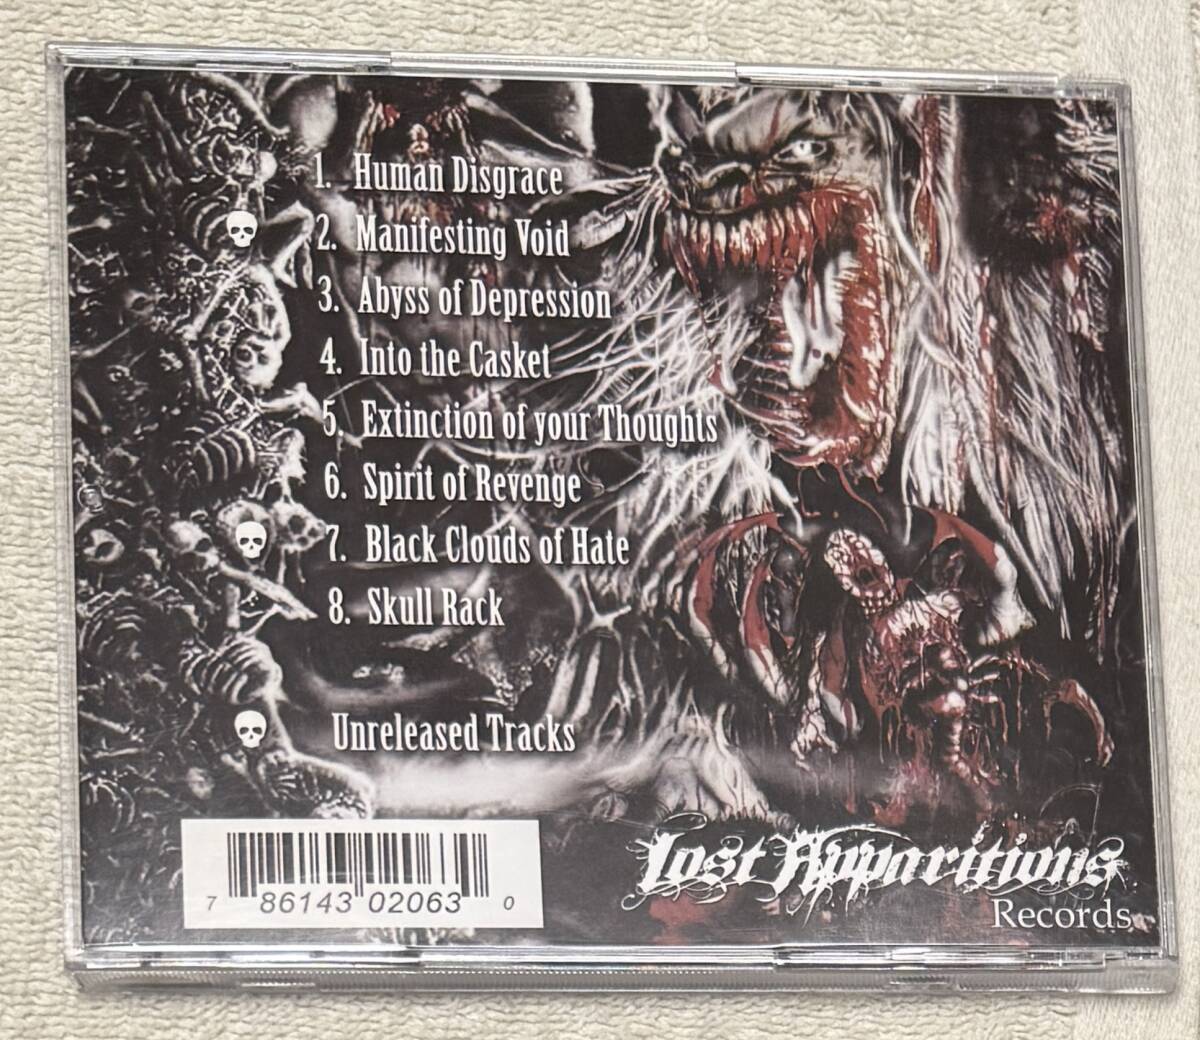 1. Human Disgrace
2. Manifesting Void
3. Abyss of Depression
4. Into the Casket
5. Extinction of your Thoughts
6. Spirit of Revenge
7. Black Clouds of Hate
8. Skull Rack
Unreleased Tracks
7 86143 02063 0
Lost Apparitions
Records